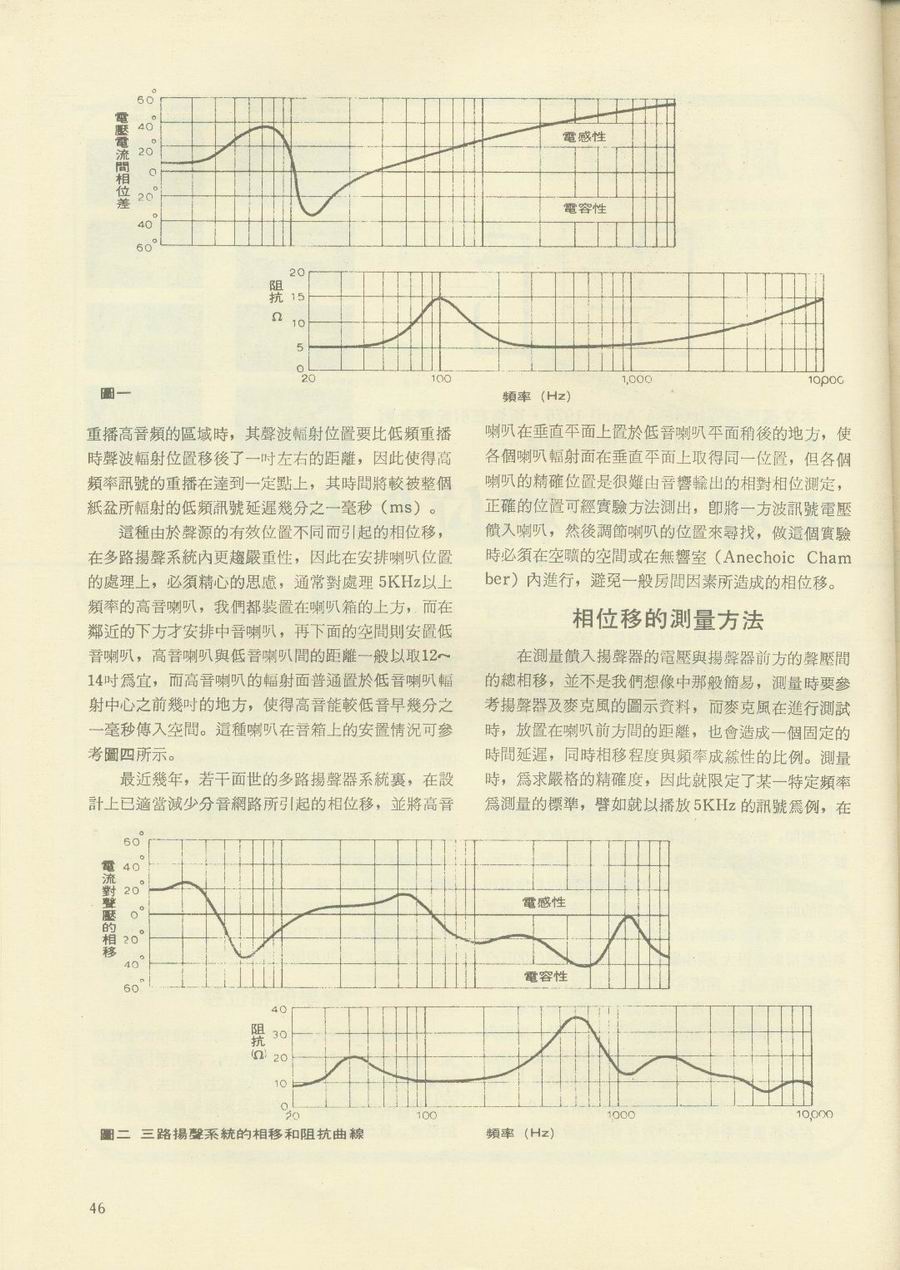 60°
40°
20°
0
20°
40°
60°
電壓電流間相位差
電感性
電容性
20
15
10
5
0
阻抗
Ω
20 100 1,000 10,000
頻率 (Hz)
圖一
重播高音頻的區域時，其聲波幅射位置要比低頻重播
時聲波幅射位置移後了一吋左右的距離，因此使得高
頻率訊號的重播在達到一定點上，其時間將較被整個
紙盆所幅射的低頻訊號延遲幾分之一毫秒（ms）。
這種由於聲源的有效位置不同而引起的相位移，
在多路揚聲系統內更趨嚴重性，因此在安排喇叭位置
的處理上，必須精心的思慮，通常對處理 5KHz以上
頻率的高音喇叭，我們都裝置在喇叭箱的上方，而在
鄰近的下方才安排中音喇叭，再下面的空間則安置低
音喇叭，高音喇叭與低音喇叭間的距離一般以取12～
14吋爲宜，而高音喇叭的幅射面普通置於低音喇叭幅
射中心之前幾吋的地方，使得高音能較低音早幾分之
一毫秒傳入空間。這種喇叭在音箱上的安置情況可參
考圖四所示。
最近幾年，若干面世的多路揚聲器系統裏，在設
計上已適當減少分音網路所引起的相位移，並將高音
喇叭在垂直平面上置於低音喇叭平面稍後的地方，使
各個喇叭幅射面在垂直平面上取得同一位置，但各個
喇叭的精確位置是很難由音響輸出的相對相位測定，
正確的位置可經實驗方法測出，卽將一方波訊號電壓
饋入喇叭，然後調節喇叭的位置來尋找，做這個實驗
時必須在空曠的空間或在無響室（Anechoic Cham
ber）內進行，避免一般房間因素所造成的相位移。
相位移的測量方法
在測量饋入揚聲器的電壓與揚聲器前方的聲壓間
的總相移，並不是我們想像中那般簡易，測量時要參
考揚聲器及麥克風的圖示資料，而麥克風在進行測試
時，放置在喇叭前方間的距離，也會造成一個固定的
時間延遲，同時相移程度與頻率成線性的比例。測量
時，爲求嚴格的精確度，因此就限定了某一特定頻率
爲測量的標準，譬如就以播放 5KHz 的訊號爲例，在
60°
40°
20°
0°
20°
40°
60°
電流對聲壓的相移
電感性
電容性
40
30
20
10
0
阻抗
(Ω)
20 100 1,000 10,000
圖二 三路揚聲系統的相移和阻抗曲線
頻率 (Hz)
46